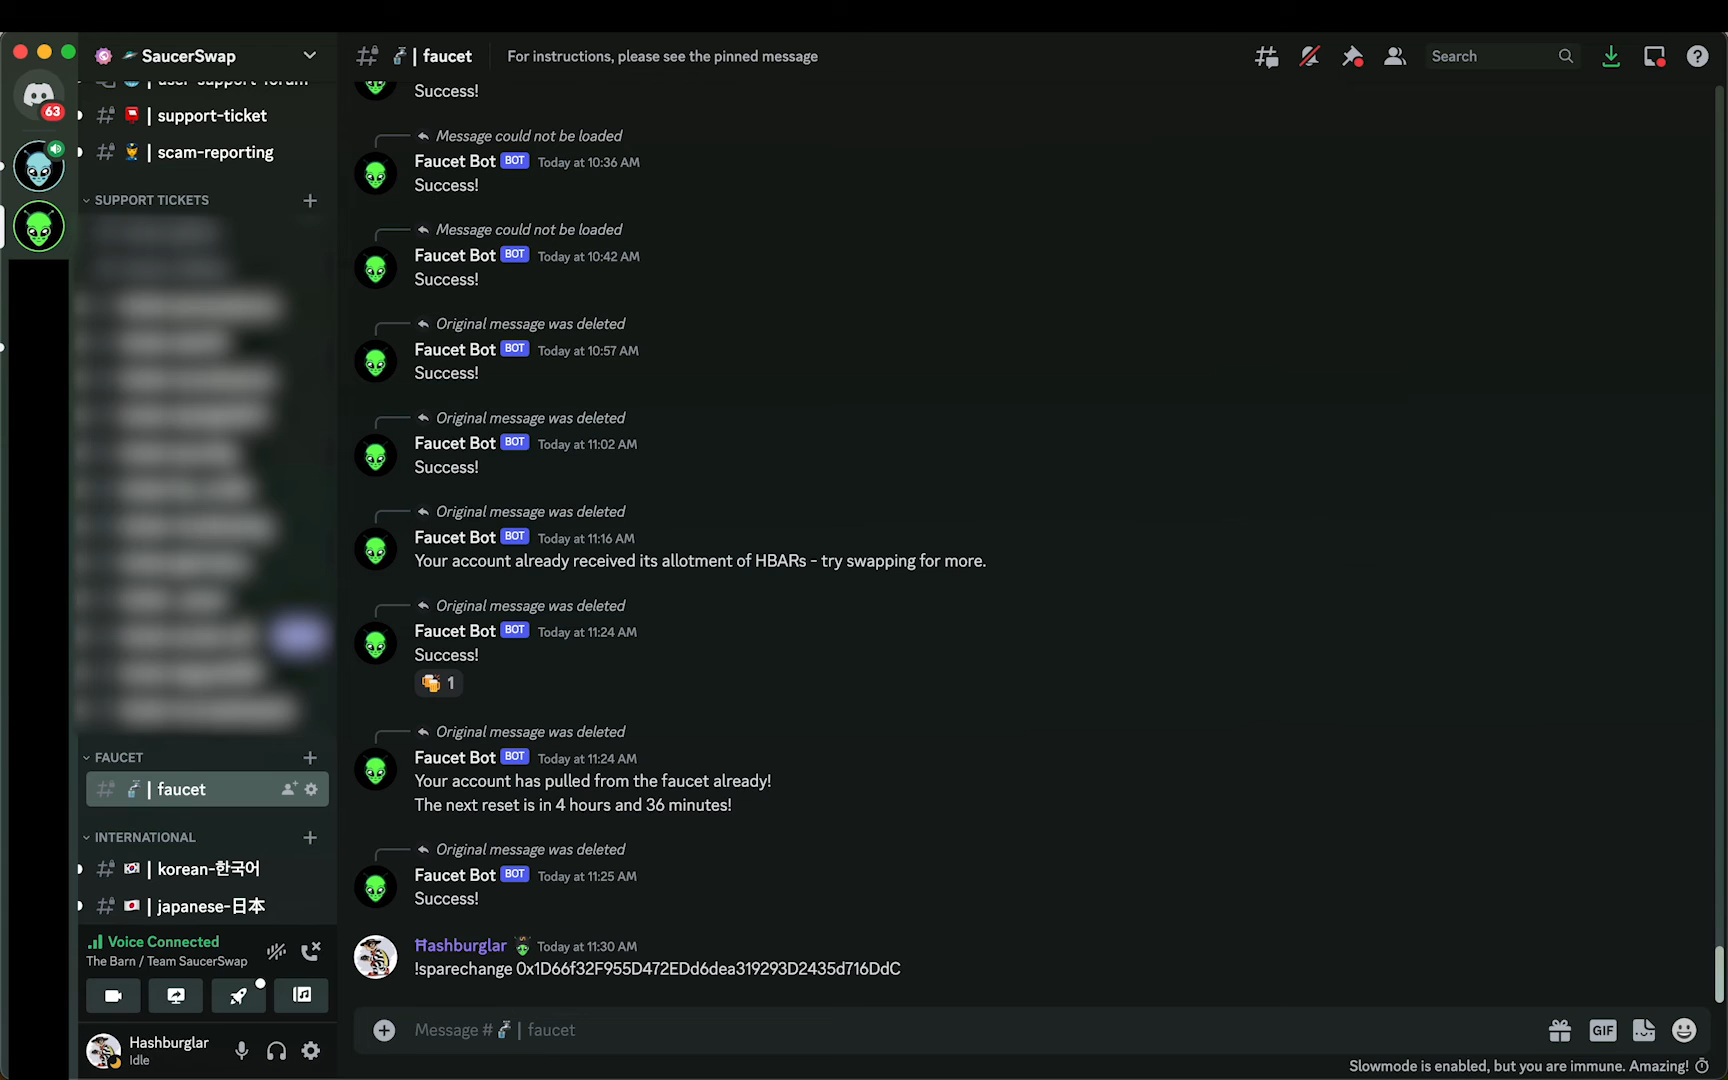 SaucerSwap
# | faucet
For instructions, please see the pinned message
Search
63
user-support-forum
| support-ticket
| scam-reporting
SUPPORT TICKETS
FAUCET
| faucet
INTERNATIONAL
| korean-한국어
| japanese-日本
Voice Connected
The Barn / Team SaucerSwap
Hashburglar
Idle
Success!
Message could not be loaded
Faucet Bot BOT Today at 10:36 AM
Success!
Message could not be loaded
Faucet Bot BOT Today at 10:42 AM
Success!
Original message was deleted
Faucet Bot BOT Today at 10:57 AM
Success!
Original message was deleted
Faucet Bot BOT Today at 11:02 AM
Success!
Original message was deleted
Faucet Bot BOT Today at 11:16 AM
Your account already received its allotment of HBARs - try swapping for more.
Original message was deleted
Faucet Bot BOT Today at 11:24 AM
Success!
1
Original message was deleted
Faucet Bot BOT Today at 11:24 AM
Your account has pulled from the faucet already!
The next reset is in 4 hours and 36 minutes!
Original message was deleted
Faucet Bot BOT Today at 11:25 AM
Success!
Ħashburglar Today at 11:30 AM
!sparechange 0x1D66f32F955D472EDd6dea319293D2435d716DdC
Message # | faucet
GIF
Slowmode is enabled, but you are immune. Amazing!